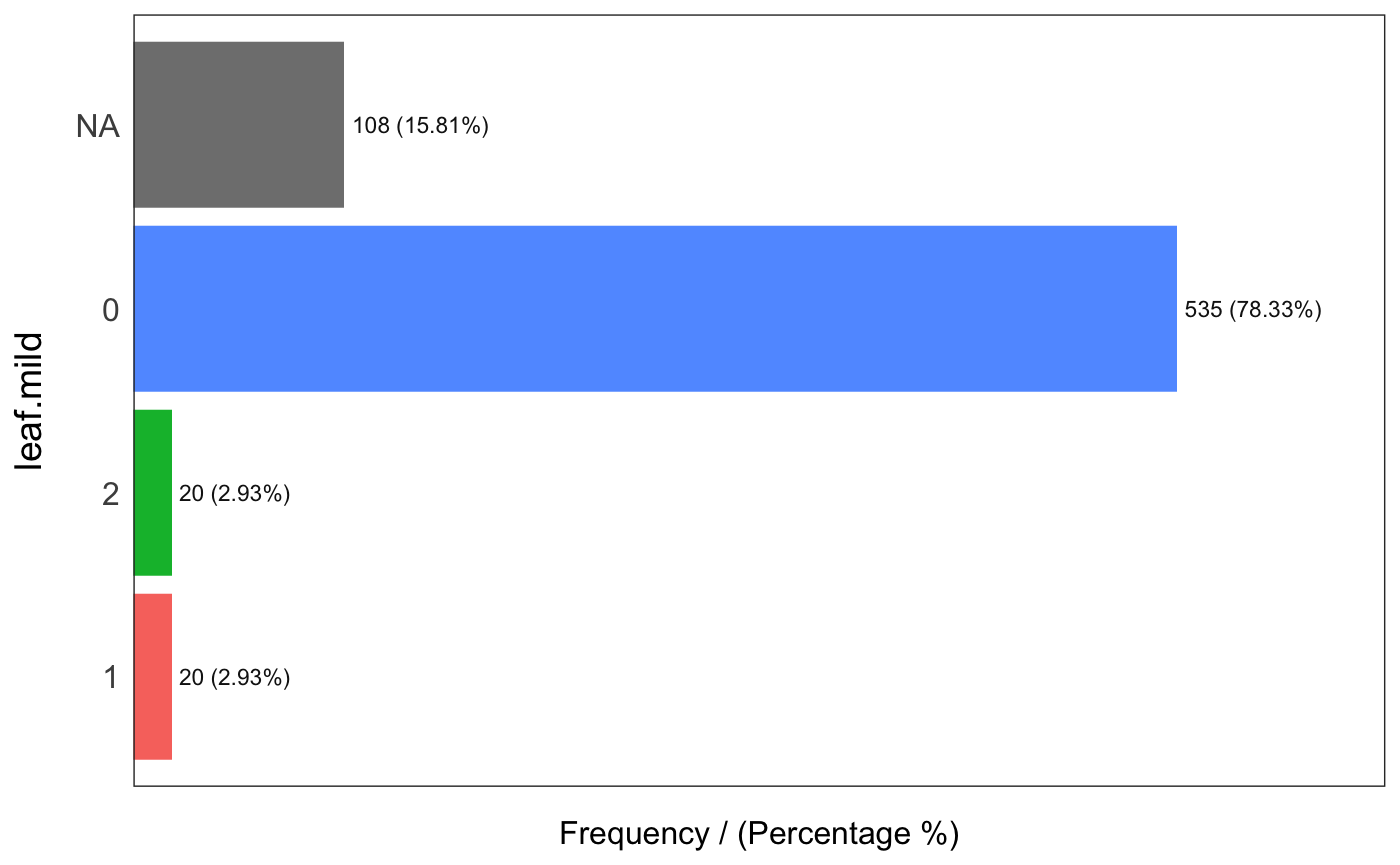 NA
108 (15.81%)
0
535 (78.33%)
leaf.mild
2
20 (2.93%)
1
20 (2.93%)
Frequency / (Percentage %)